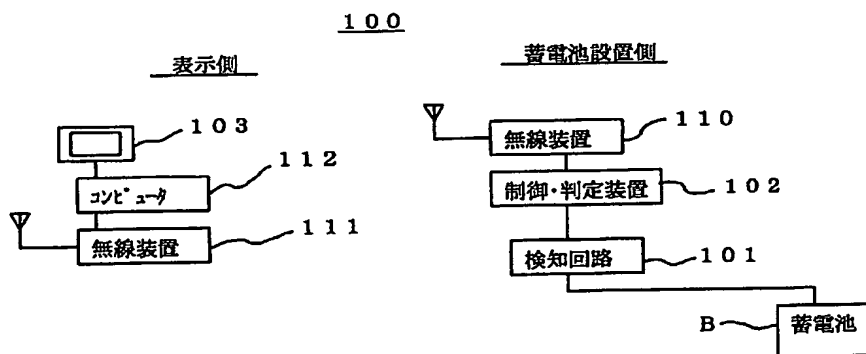 100
表示側
蓄電池設置側
103
無線装置
110
112
コンピュータ
制御・判定装置
102
無線装置
111
検知回路
101
B
蓄電池